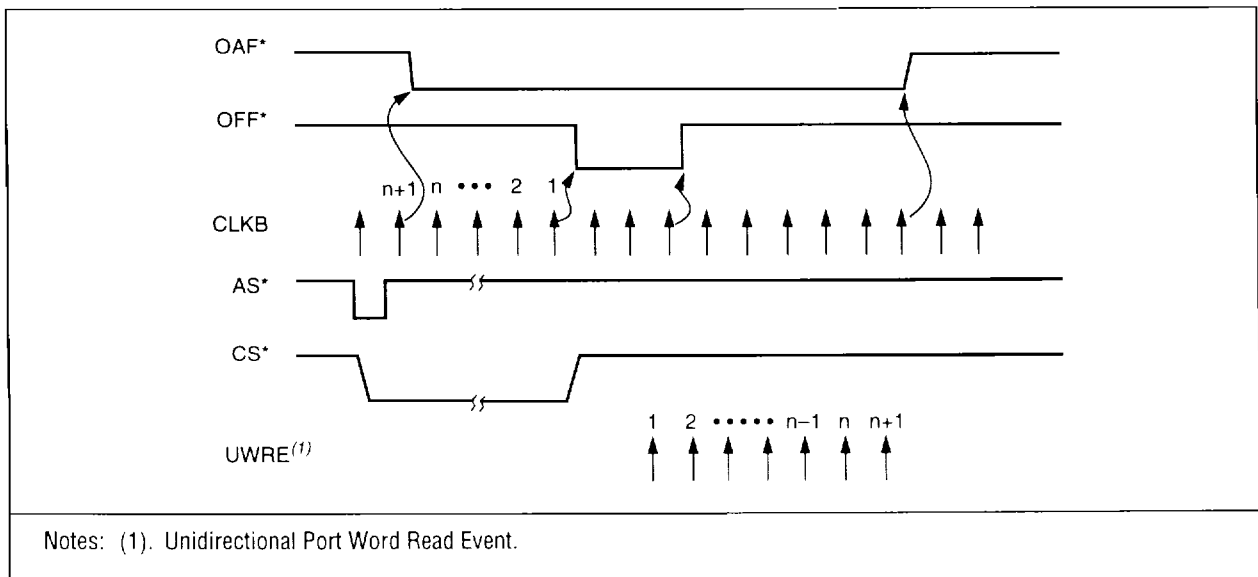 OAF*
OFF*
n+1 n ••• 2 1
CLKB
AS*
CS*
1 2 ••••• n–1 n n+1
UWRE(1)
Notes: (1). Unidirectional Port Word Read Event.